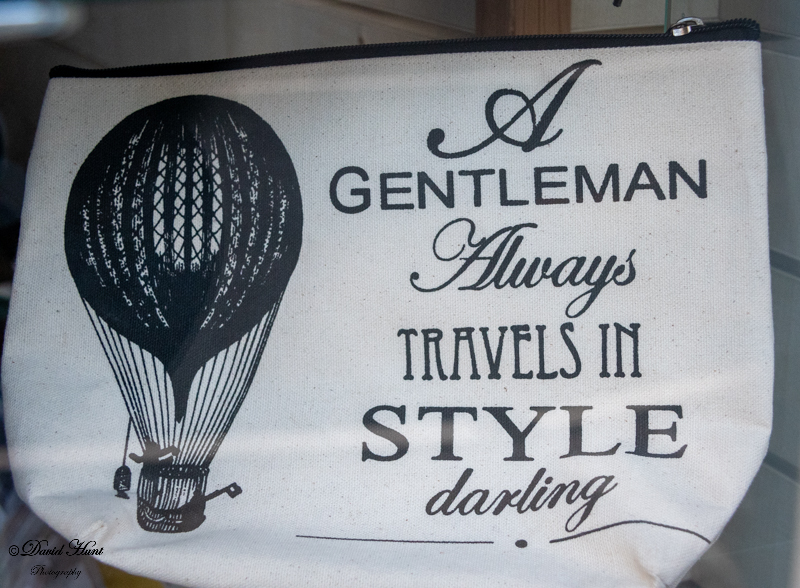 A
GENTLEMAN
Always
TRAVELS IN
STYLE
darling
©David Hunt
Photography